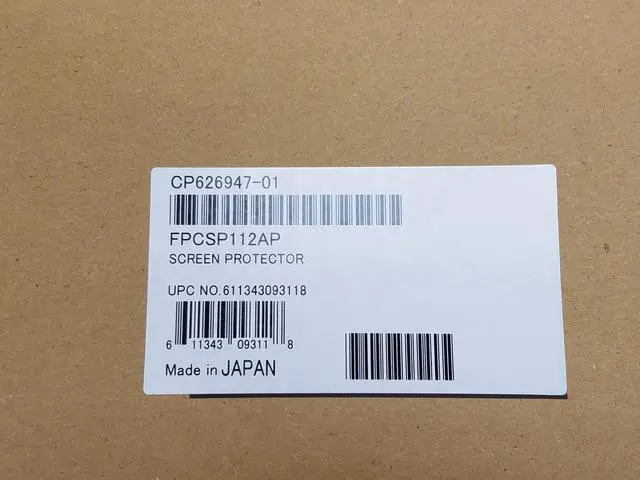 CP626947-01
FPCSP112AP
SCREEN PROTECTOR
UPC NO.611343093118
6 11343 09311 8
Made in JAPAN